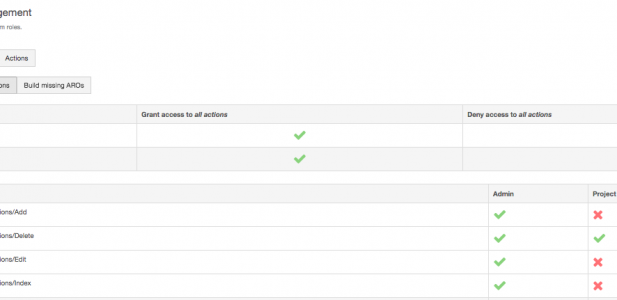 gement
m roles.
Actions
ons Build missing AROs
Grant access to all actions Deny access to all actions
Admin Project
ions/Add
ions/Delete
ions/Edit
ions/Index